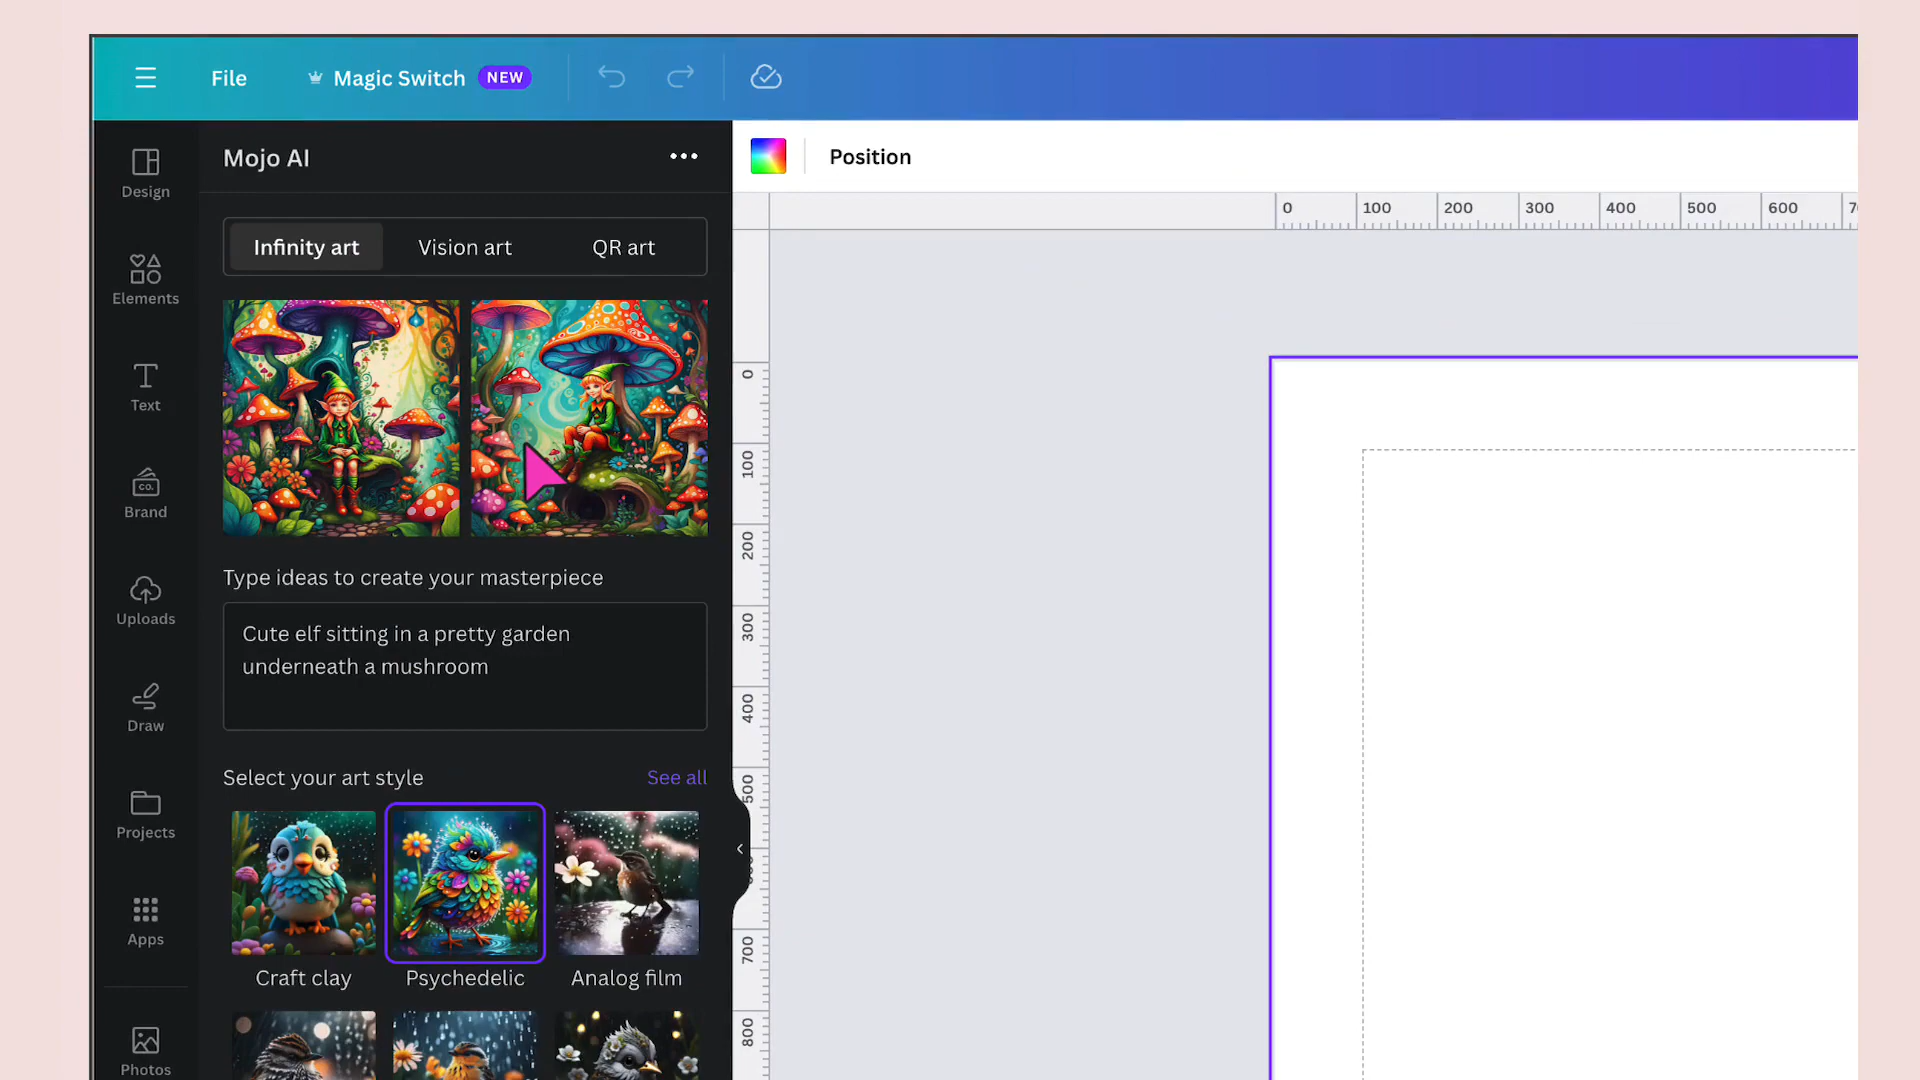 File
Magic Switch
NEW
Design
Elements
Text
CO.
Brand
Uploads
Draw
Projects
Apps
Photos
Mojo AI
Infinity art
Vision art
QR art
Type ideas to create your masterpiece
Cute elf sitting in a pretty garden
underneath a mushroom
Select your art style
See all
Craft clay
Psychedelic
Analog film
Position
0 100 200 300 400 500 600
0
100
200
300
400
500
700
800